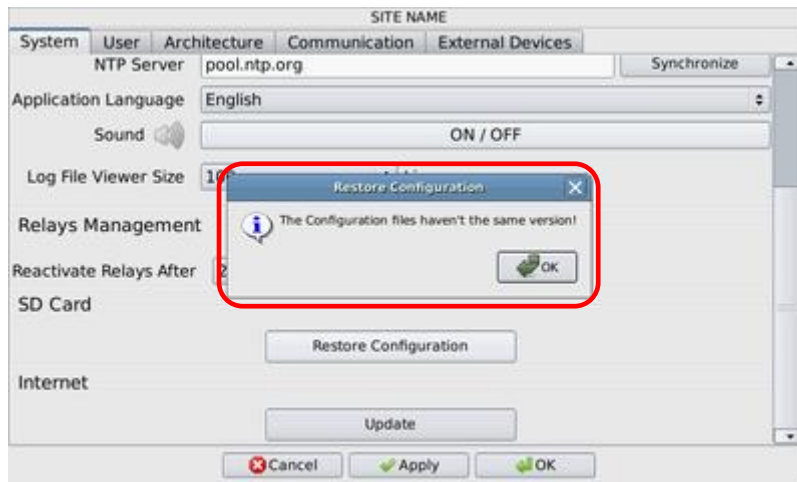 SITE NAME
System User Architecture Communication External Devices
NTP Server pool.ntp.org Synchronize
Application Language English
Sound ON / OFF
Log File Viewer Size
Restore Configuration
The Configuration files haven't the same version!
OK
Relays Management
Reactivate Relays After
SD Card
Restore Configuration
Internet
Update
Cancel Apply OK